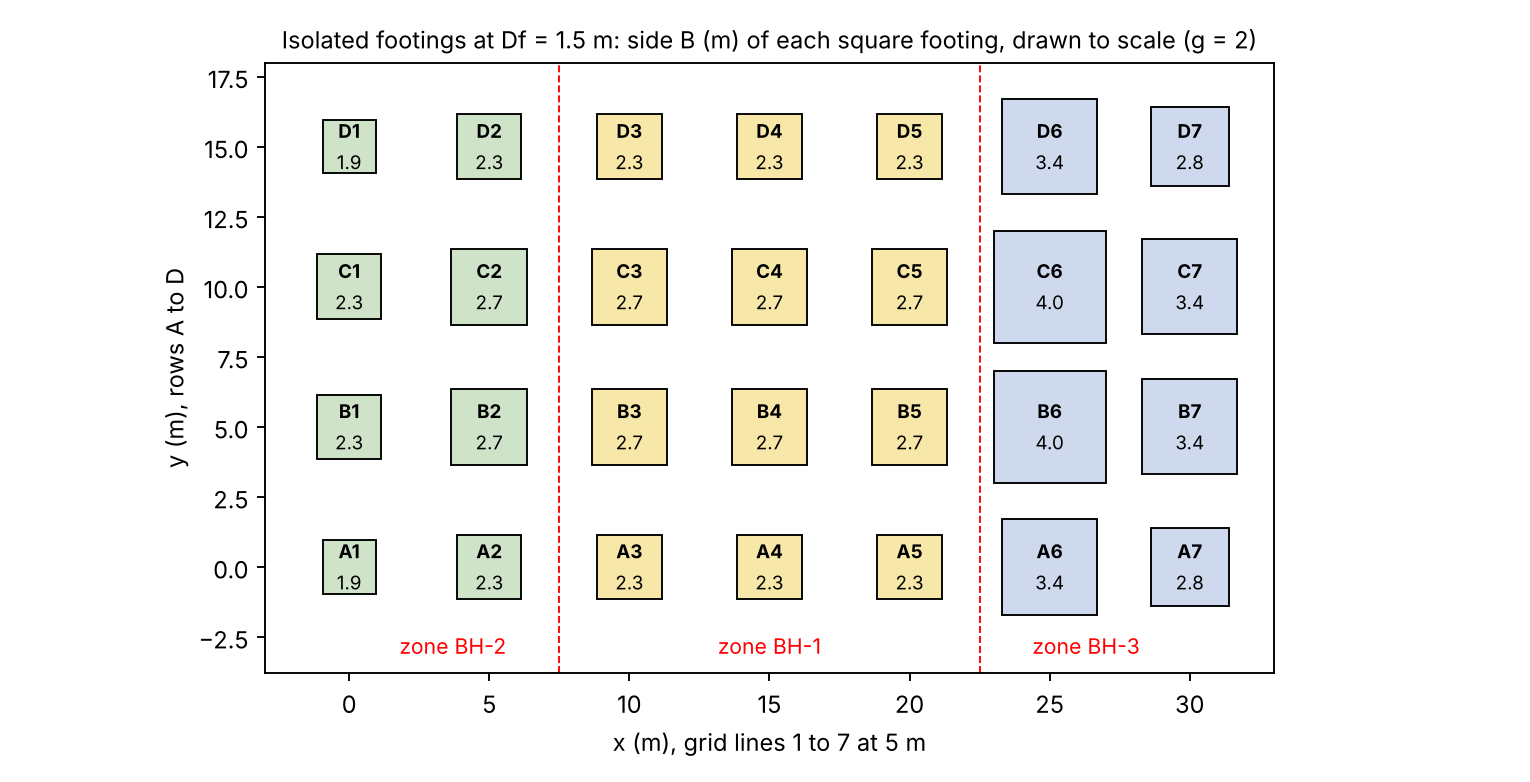 Isolated footings at Df = 1.5 m: side B (m) of each square footing, drawn to scale (g = 2)
17.5
15.0
12.5
10.0
7.5
5.0
2.5
0.0
−2.5
y (m), rows A to D
D1
1.9
D2
2.3
D3
2.3
D4
2.3
D5
2.3
D6
3.4
D7
2.8
C1
2.3
C2
2.7
C3
2.7
C4
2.7
C5
2.7
C6
4.0
C7
3.4
B1
2.3
B2
2.7
B3
2.7
B4
2.7
B5
2.7
B6
4.0
B7
3.4
A1
1.9
A2
2.3
A3
2.3
A4
2.3
A5
2.3
A6
3.4
A7
2.8
zone BH-2
zone BH-1
zone BH-3
0
5
10
15
20
25
30
x (m), grid lines 1 to 7 at 5 m